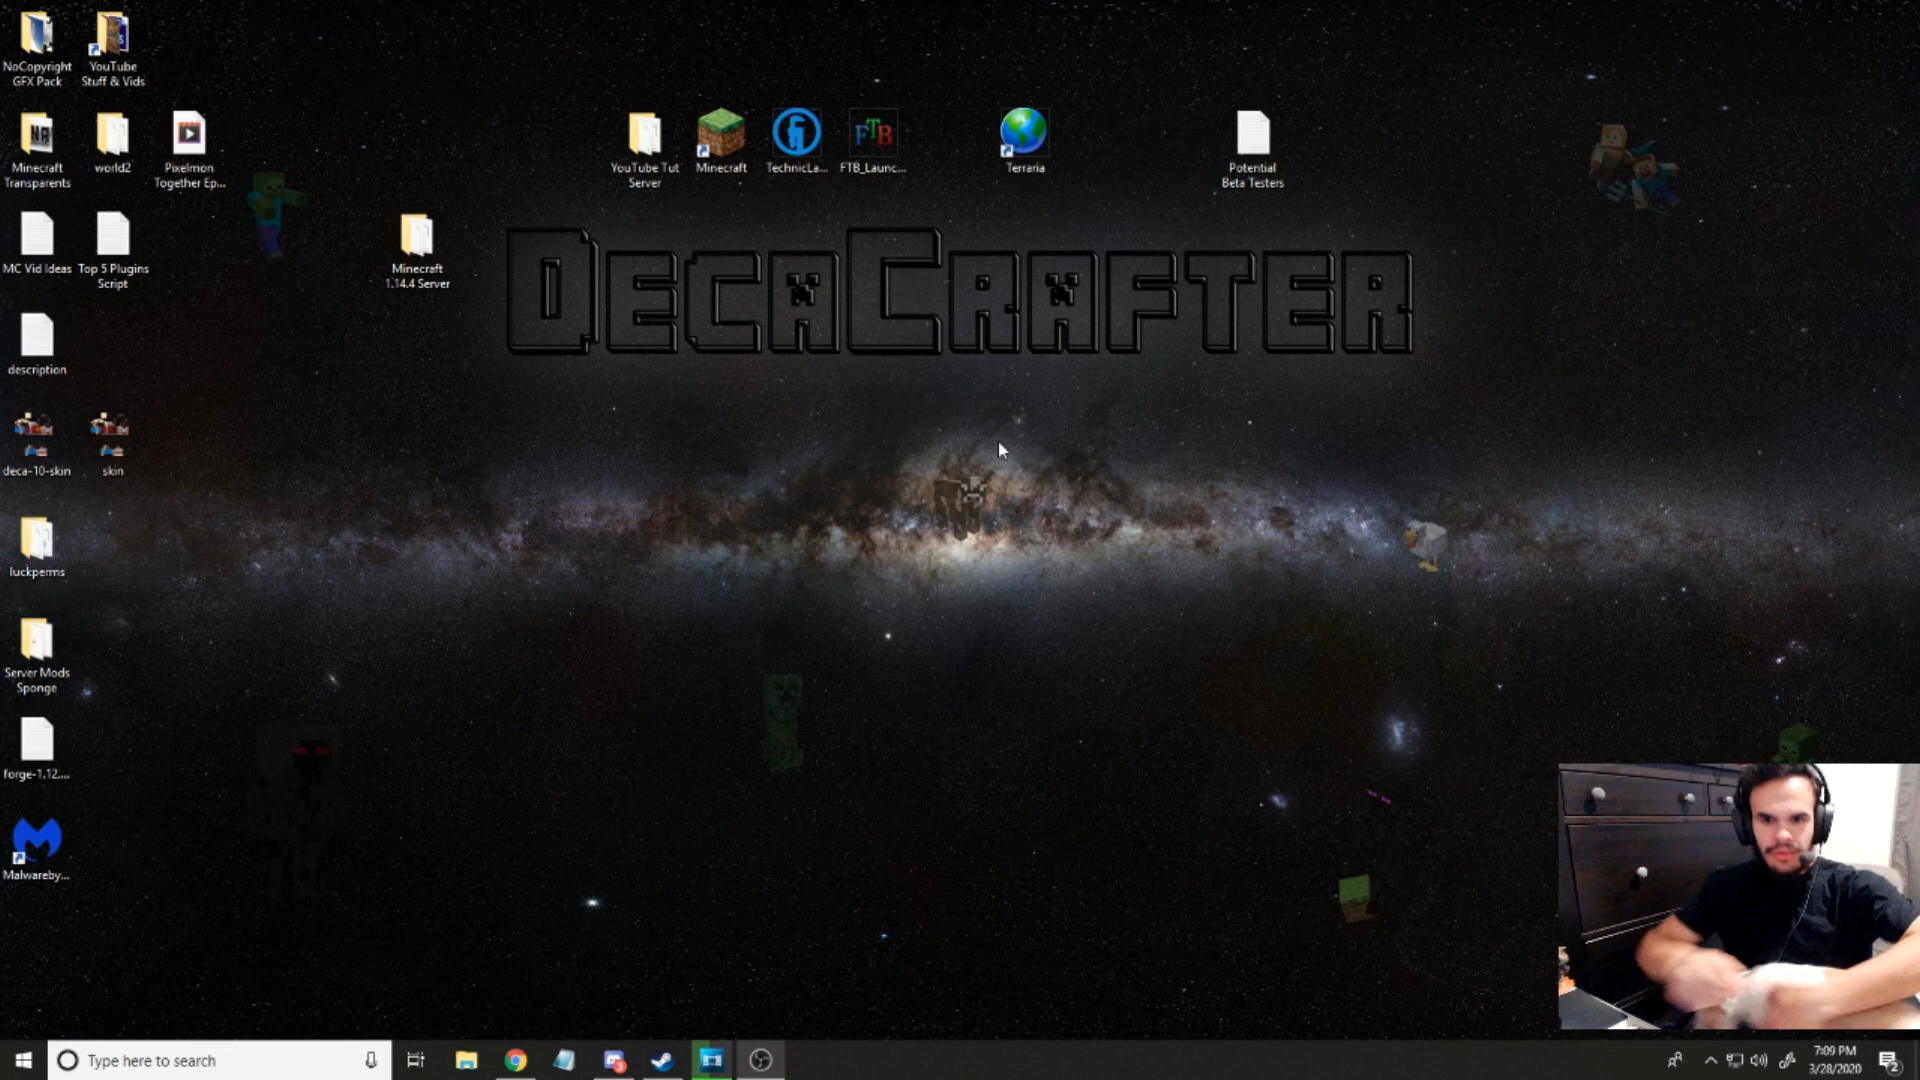 NoCopyright
GFX Pack
YouTube
Stuff & Vids
Minecraft
Transparents
world2
Pixelmon
Together Ep...
YouTube Tut
Server
Minecraft
TechnicLa...
FTB
FTB_Launc...
Terraria
Potential
Beta Testers
MC Vid Ideas
Top 5 Plugins
Script
Minecraft
1.14.4 Server
DecaCrafter
description
deca-10-skin
skin
luckperms
Server Mods
Sponge
forge-1.12....
Malwareby...
Type here to search
7:09 PM
3/28/2020
2